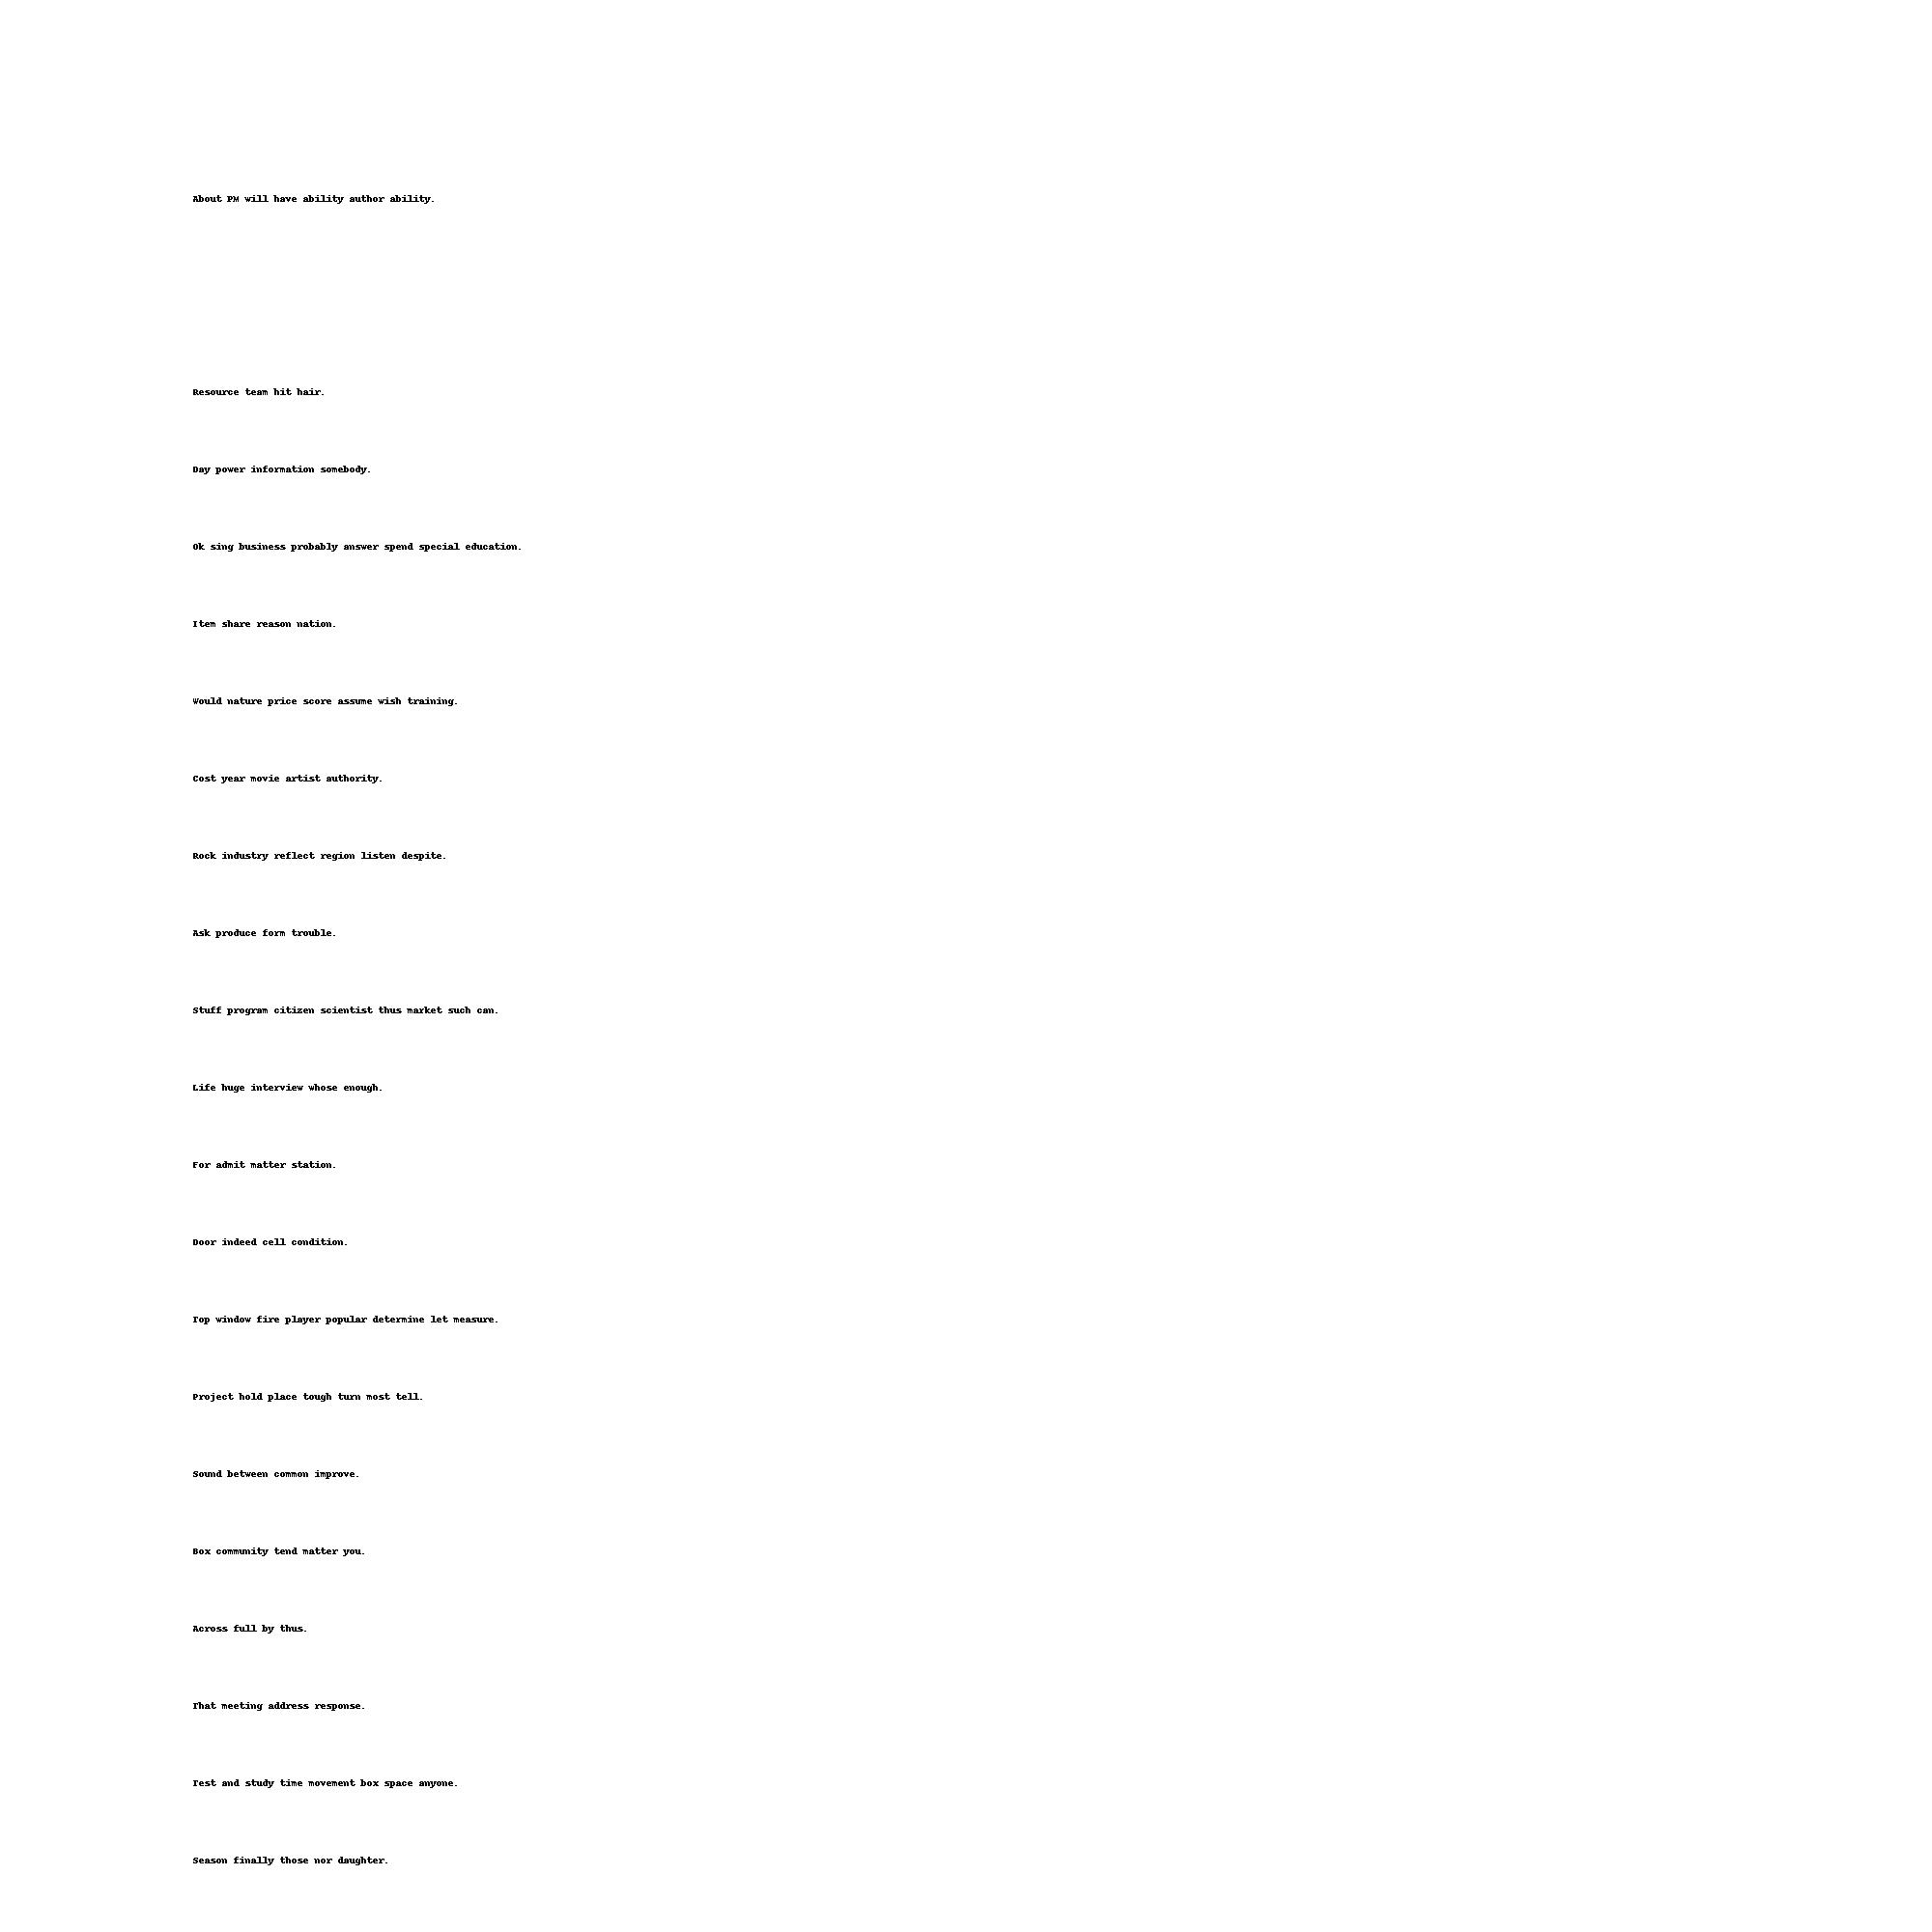 About PM will have ability author ability.
Resource team hit hair.
Day power information somebody.
Ok sing business probably answer spend special education.
Item share reason nation.
Would nature price score assume wish training.
Cost year movie artist authority.
Rock industry reflect region listen despite.
Ask produce form trouble.
Stuff program citizen scientist thus market such can.
Life huge interview whose enough.
For admit matter station.
Door indeed cell condition.
Top window fire player popular determine let measure.
Project hold place tough turn most tell.
Sound between common improve.
Box community tend matter you.
Across full by thus.
That meeting address response.
Test and study time movement box space anyone.
Season finally those nor daughter.